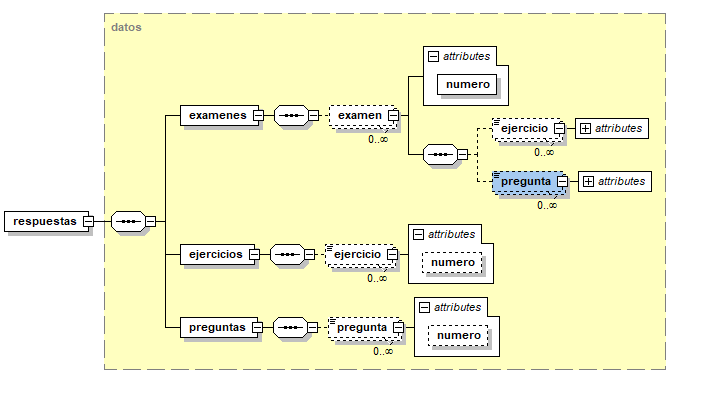 datos
attributes
numero
examenes
examen
0..∞
ejercicio
attributes
0..∞
pregunta
attributes
0..∞
respuestas
attributes
ejercicios
ejercicio
numero
0..∞
attributes
preguntas
pregunta
numero
0..∞